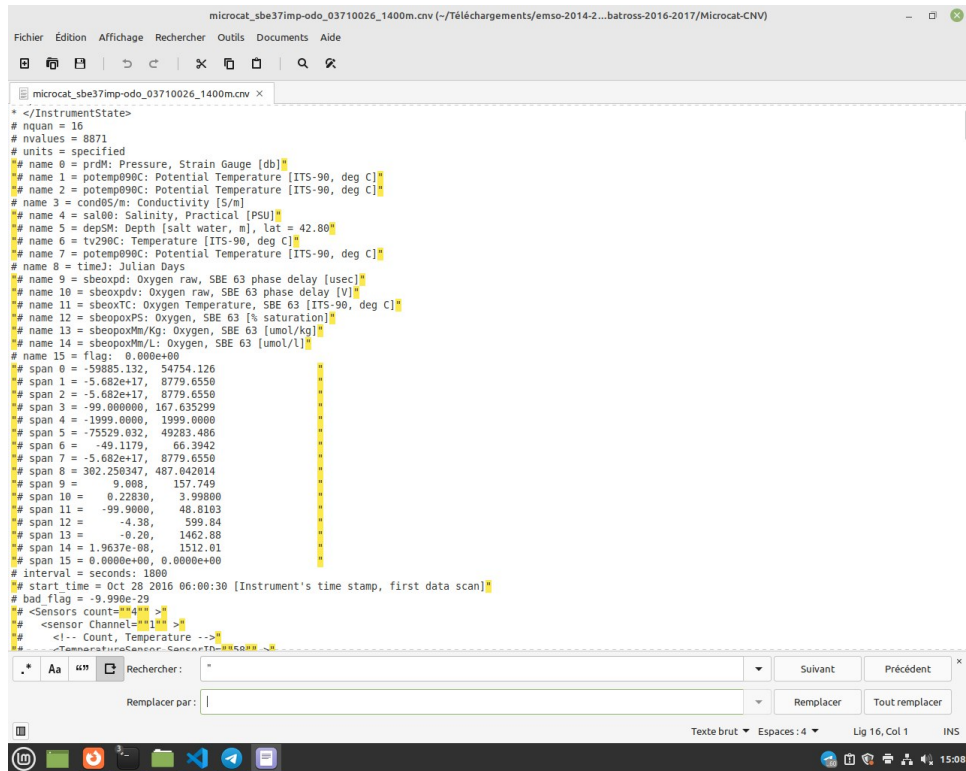 microcat_sbe37imp-odo_03710026_1400m.cnv (~/Téléchargements/emso-2014-2...batross-2016-2017/Microcat-CNV)
Fichier Édition Affichage Rechercher Outils Documents Aide
microcat_sbe37imp-odo_03710026_1400m.cnv ×
* </InstrumentState>
# nquan = 16
# nvalues = 8871
# units = specified
"# name 0 = prdM: Pressure, Strain Gauge [db]"
"# name 1 = potemp090C: Potential Temperature [ITS-90, deg C]"
"# name 2 = potemp090C: Potential Temperature [ITS-90, deg C]"
# name 3 = cond0S/m: Conductivity [S/m]
"# name 4 = sal00: Salinity, Practical [PSU]"
"# name 5 = depSM: Depth [salt water, m], lat = 42.80"
"# name 6 = tv290C: Temperature [ITS-90, deg C]"
"# name 7 = potemp090C: Potential Temperature [ITS-90, deg C]"
# name 8 = timeJ: Julian Days
"# name 9 = sbeoxpd: Oxygen raw, SBE 63 phase delay [usec]"
"# name 10 = sbeoxpdv: Oxygen raw, SBE 63 phase delay [V]"
"# name 11 = sbeoxTC: Oxygen Temperature, SBE 63 [ITS-90, deg C]"
"# name 12 = sbeopoxPS: Oxygen, SBE 63 [% saturation]"
"# name 13 = sbeopoxMm/Kg: Oxygen, SBE 63 [umol/kg]"
"# name 14 = sbeopoxMm/L: Oxygen, SBE 63 [umol/l]"
# name 15 = flag:  0.000e+00
"# span 0 = -59885.132,  54754.126                "
"# span 1 = -5.682e+17,  8779.6550                "
"# span 2 = -5.682e+17,  8779.6550                "
"# span 3 = -99.000000, 167.635299                "
"# span 4 = -1999.0000,  1999.0000                "
"# span 5 = -75529.032,  49283.486                "
"# span 6 =   -49.1179,    66.3942                "
"# span 7 = -5.682e+17,  8779.6550                "
"# span 8 = 302.250347, 487.042014                "
"# span 9 =      9.008,    157.749                "
"# span 10 =    0.22830,    3.99800               "
"# span 11 =   -99.9000,    48.8103               "
"# span 12 =      -4.38,     599.84               "
"# span 13 =      -0.20,    1462.88               "
"# span 14 = 1.9637e-08,    1512.01               "
"# span 15 = 0.0000e+00, 0.0000e+00               "
# interval = seconds: 1800
"# start_time = Oct 28 2016 06:00:30 [Instrument's time stamp, first data scan]"
# bad_flag = -9.990e-29
"# <Sensors count=""4"" >"
"#   <sensor Channel=""1"" >"
"#     <!-- Count, Temperature -->"
"#     <TemperatureSensor SensorID=""58"" >"
.* Aa “” Rechercher : " Suivant Précédent ×
Remplacer par : Remplacer Tout remplacer
Texte brut Espaces : 4 Lig 16, Col 1 INS
3 15:08